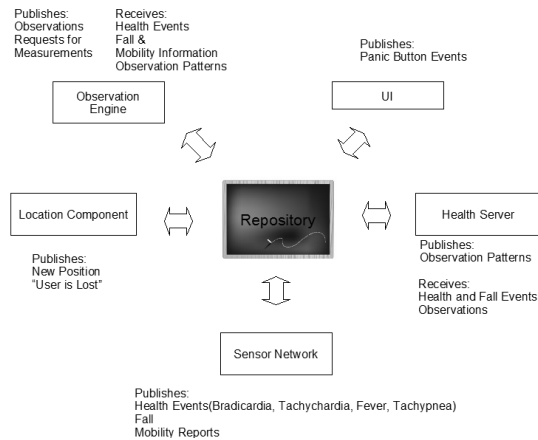 Publishes:
Observations
Requests for
Measurements
Receives:
Health Events
Fall &
Mobility Information
Observation Patterns
Observation
Engine
Publishes:
Panic Button Events
UI
Location Component
Publishes:
New Position
“User is Lost”
Repository
Health Server
Publishes:
Observation Patterns
Receives:
Health and Fall Events
Observations
Sensor Network
Publishes:
Health Events(Bradicardia, Tachychardia, Fever, Tachypnea)
Fall
Mobility Reports